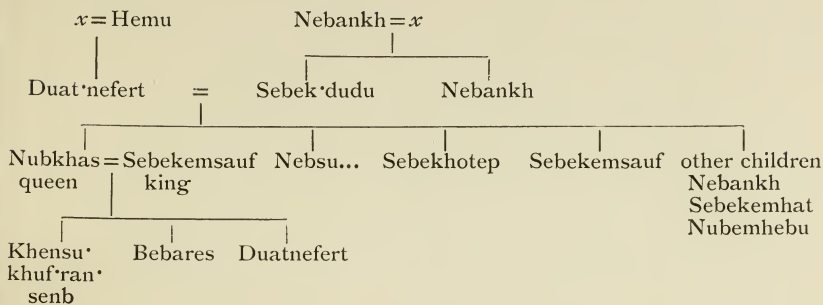 x = Hemu Nebankh = x
Duat·nefert = Sebek·dudu Nebankh
Nubkhas = Sebekemsauf Nebsu... Sebekhotep Sebekemsauf other children
queen king Nebankh
Khensu· Bebares Duatnefert Sebekemhat
khuf·ran· Nubemhebu
senb